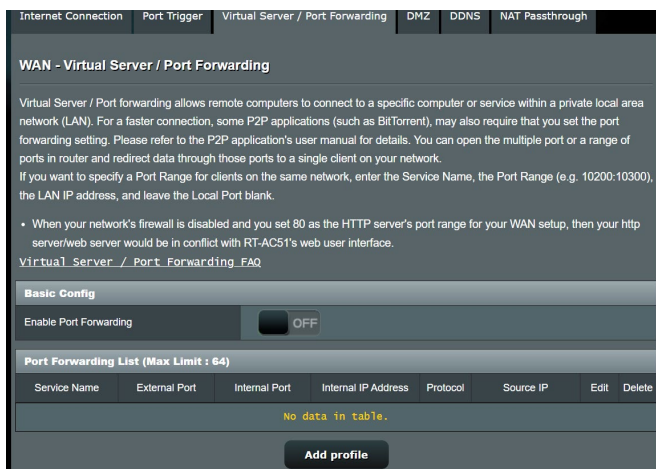 Internet Connection Port Trigger Virtual Server / Port Forwarding DMZ DDNS NAT Passthrough
WAN - Virtual Server / Port Forwarding
Virtual Server / Port forwarding allows remote computers to connect to a specific computer or service within a private local area
network (LAN). For a faster connection, some P2P applications (such as BitTorrent), may also require that you set the port
forwarding setting. Please refer to the P2P application's user manual for details. You can open the multiple port or a range of
ports in router and redirect data through those ports to a single client on your network.
If you want to specify a Port Range for clients on the same network, enter the Service Name, the Port Range (e.g. 10200:10300),
the LAN IP address, and leave the Local Port blank.
• When your network's firewall is disabled and you set 80 as the HTTP server's port range for your WAN setup, then your http
server/web server would be in conflict with RT-AC51's web user interface.
Virtual Server / Port Forwarding FAQ
Basic Config
Enable Port Forwarding OFF
Port Forwarding List (Max Limit : 64)
Service Name External Port Internal Port Internal IP Address Protocol Source IP Edit Delete
No data in table.
Add profile